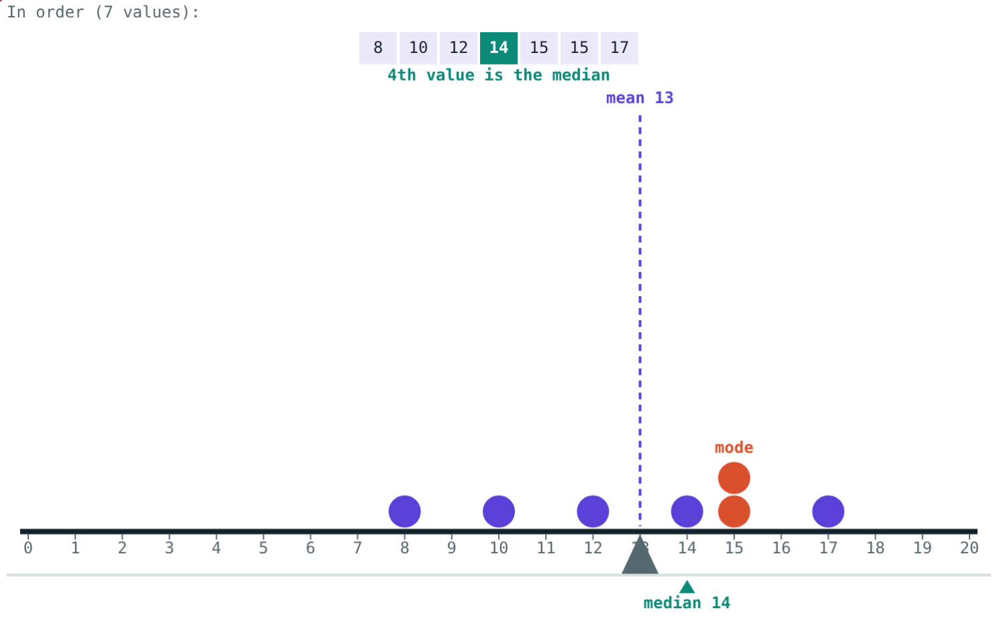 In order (7 values):
8 10 12 14 15 15 17
4th value is the median
mean 13
mode
0 1 2 3 4 5 6 7 8 9 10 11 12 14 15 16 17 18 19 20
median 14